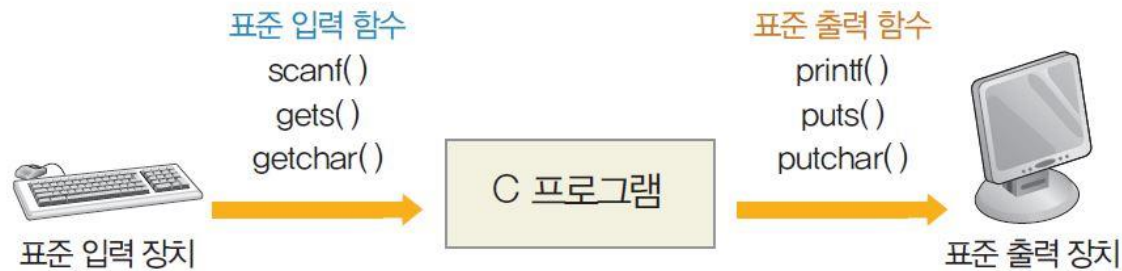 표준 입력 함수
scanf( )
gets( )
getchar( )
표준 입력 장치
C 프로그램
표준 출력 함수
printf( )
puts( )
putchar( )
표준 출력 장치